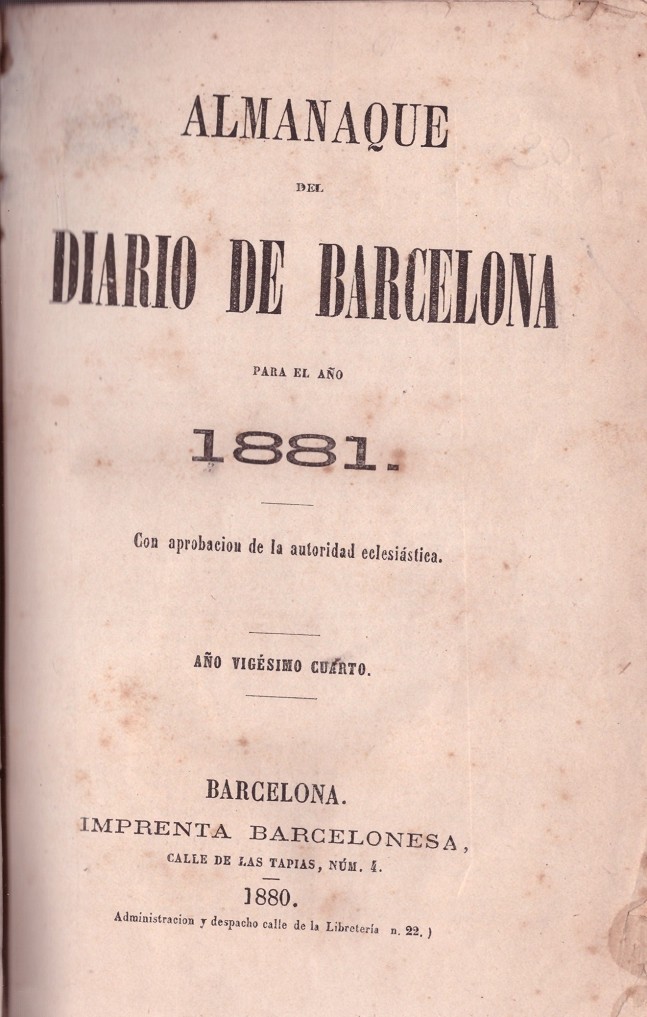 ALMANAQUE
DEL
DIARIO DE BARCELONA
PARA EL AÑO
1881.
Con aprobacion de la autoridad eclesiástica.
AÑO VIGÉSIMO CUARTO.
BARCELONA.
IMPRENTA BARCELONESA,
CALLE DE LAS TAPIAS, NÚM. 4.
1880.
Administracion y despacho calle de la Libretería n. 22. )